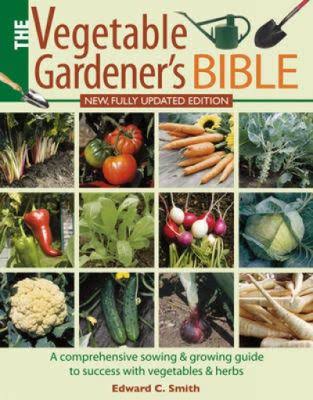 THE
Vegetable
Gardener's BIBLE
NEW, FULLY UPDATED EDITION
A comprehensive sowing & growing guide
to success with vegetables & herbs
Edward C. Smith